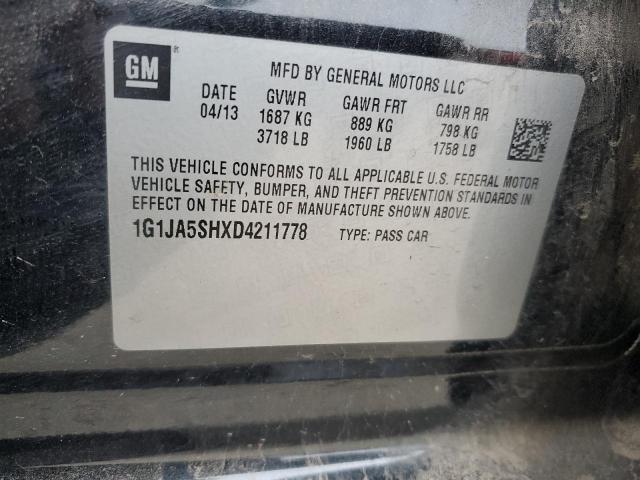 GM
®
MFD BY GENERAL MOTORS LLC
DATE GVWR GAWR FRT GAWR RR
04/13 1687 KG 889 KG 798 KG
3718 LB 1960 LB 1758 LB
THIS VEHICLE CONFORMS TO ALL APPLICABLE U.S. FEDERAL MOTOR
VEHICLE SAFETY, BUMPER, AND THEFT PREVENTION STANDARDS IN
EFFECT ON THE DATE OF MANUFACTURE SHOWN ABOVE.
1G1JA5SHXD4211778 TYPE: PASS CAR